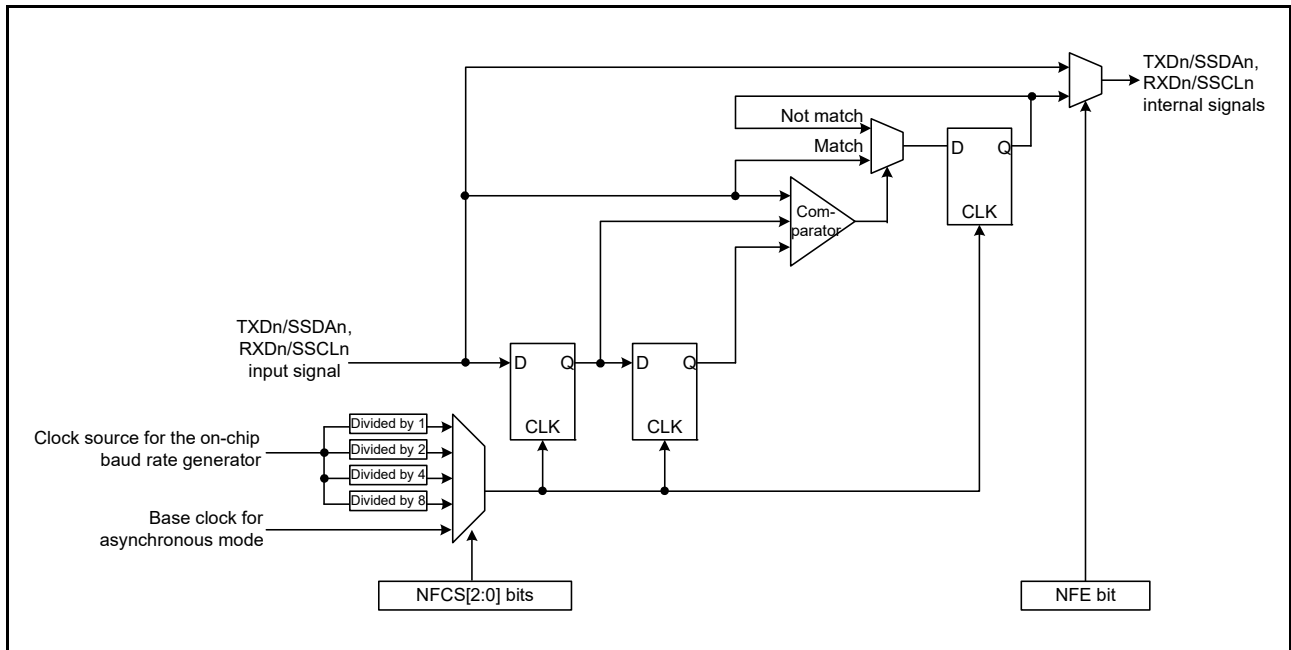 TXDn/SSDAn,
RXDn/SSCLn
internal signals
Not match
Match
D Q
CLK
Com-
parator
TXDn/SSDAn,
RXDn/SSCLn
input signal
D Q
CLK
D Q
CLK
Clock source for the on-chip
baud rate generator
Divided by 1
Divided by 2
Divided by 4
Divided by 8
Base clock for
asynchronous mode
NFCS[2:0] bits
NFE bit